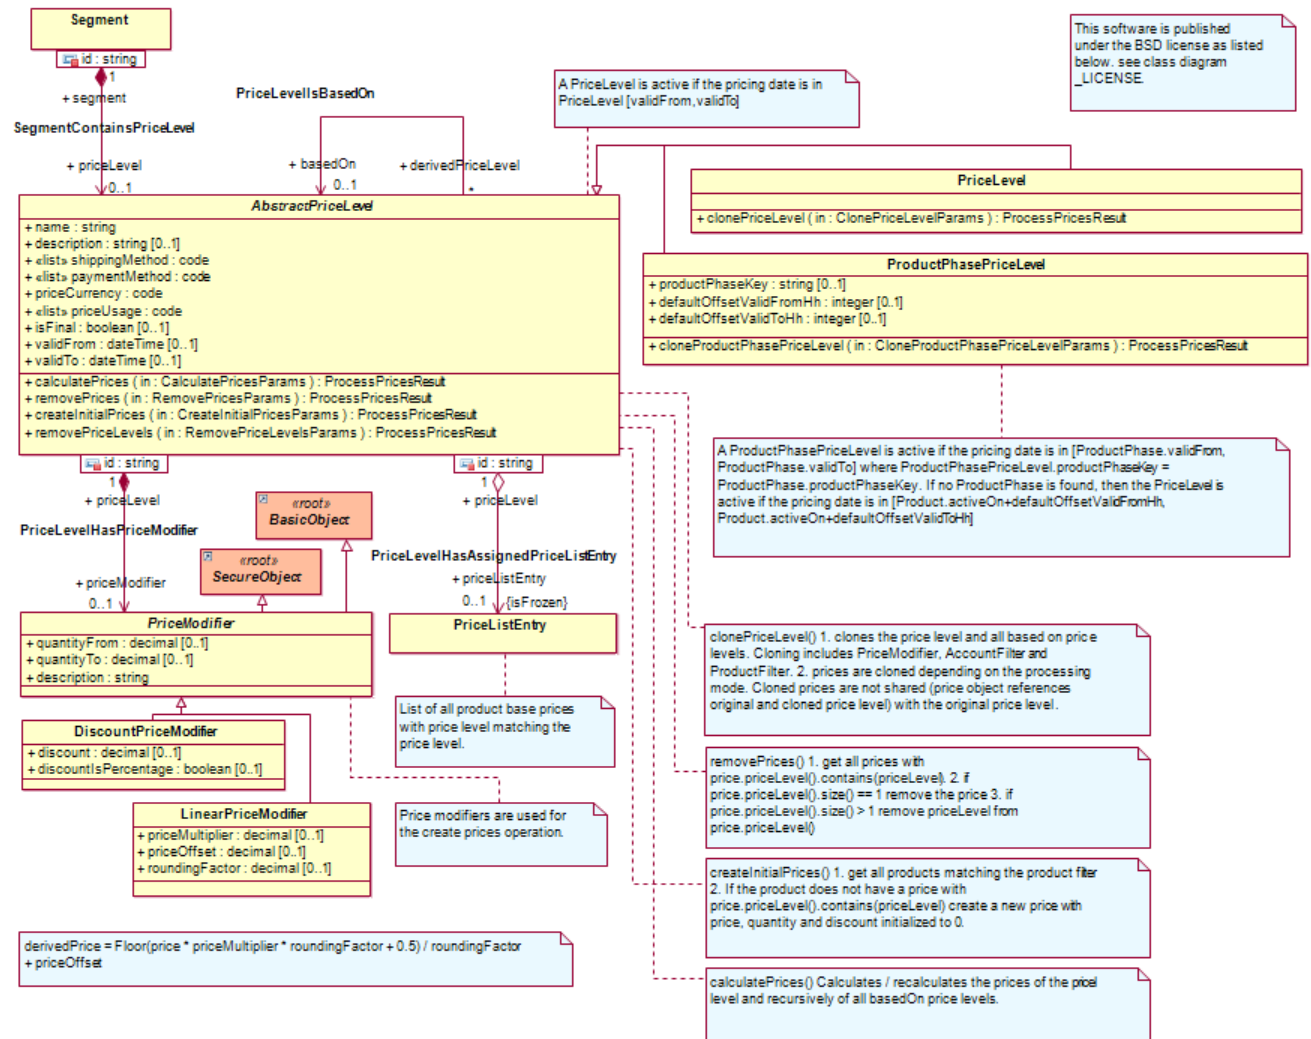 Segment
id : string
1
+ segment
SegmentContainsPriceLevel
+ priceLevel
0..1
PriceLevelIsBasedOn
+ basedOn
0..1
+ derivedPriceLevel
*
A PriceLevel is active if the pricing date is in
PriceLevel [validFrom,validTo]
This software is published
under the BSD license as listed
below. see class diagram
_LICENSE.
PriceLevel
+ clonePriceLevel ( in : ClonePriceLevelParams ) : ProcessPricesResult
AbstractPriceLevel
+ name : string
+ description : string [0..1]
+ «list» shippingMethod : code
+ «list» paymentMethod : code
+ priceCurrency : code
+ «list» priceUsage : code
+ isFinal : boolean [0..1]
+ validFrom : dateTime [0..1]
+ validTo : dateTime [0..1]
+ calculatePrices ( in : CalculatePricesParams ) : ProcessPricesResult
+ removePrices ( in : RemovePricesParams ) : ProcessPricesResult
+ createInitialPrices ( in : CreateInitialPricesParams ) : ProcessPricesResult
+ removePriceLevels ( in : RemovePriceLevelsParams ) : ProcessPricesResult
ProductPhasePriceLevel
+ productPhaseKey : string [0..1]
+ defaultOffsetValidFromHh : integer [0..1]
+ defaultOffsetValidToHh : integer [0..1]
+ cloneProductPhasePriceLevel ( in : CloneProductPhasePriceLevelParams ) : ProcessPricesResult
A ProductPhasePriceLevel is active if the pricing date is in [ProductPhase.validFrom,
ProductPhase.validTo] where ProductPhasePriceLevel.productPhaseKey =
ProductPhase.productPhaseKey. If no ProductPhase is found, then the PriceLevel is
active if the pricing date is in [Product.activeOn+defaultOffsetValidFromHh,
Product.activeOn+defaultOffsetValidToHh]
id : string
1
+ priceLevel
PriceLevelHasPriceModifier
+ priceModifier
0..1
id : string
1
+ priceLevel
PriceLevelHasAssignedPriceListEntry
+ priceListEntry
0..1
{isFrozen}
«root»
BasicObject
«root»
SecureObject
PriceModifier
+ quantityFrom : decimal [0..1]
+ quantityTo : decimal [0..1]
+ description : string
PriceListEntry
DiscountPriceModifier
+ discount : decimal [0..1]
+ discountIsPercentage : boolean [0..1]
LinearPriceModifier
+ priceMultiplier : decimal [0..1]
+ priceOffset : decimal [0..1]
+ roundingFactor : decimal [0..1]
List of all product base prices
with price level matching the
price level.
Price modifiers are used for
the create prices operation.
clonePriceLevel() 1. clones the price level and all based on price
levels. Cloning includes PriceModifier, AccountFilter and
ProductFilter. 2. prices are cloned depending on the processing
mode. Cloned prices are not shared (price object references
original and cloned price level) with the original price level.
removePrices() 1. get all prices with
price.priceLevel().contains(priceLevel). 2. if
price.priceLevel().size() == 1 remove the price 3. if
price.priceLevel().size() > 1 remove priceLevel from
price.priceLevel()
createInitialPrices() 1. get all products matching the product filter
2. If the product does not have a price with
price.priceLevel().contains(priceLevel) create a new price with
price, quantity and discount initialized to 0.
calculatePrices() Calculates / recalculates the prices of the pricel
level and recursively of all basedOn price levels.
derivedPrice = Floor(price * priceMultiplier * roundingFactor + 0.5) / roundingFactor
+ priceOffset